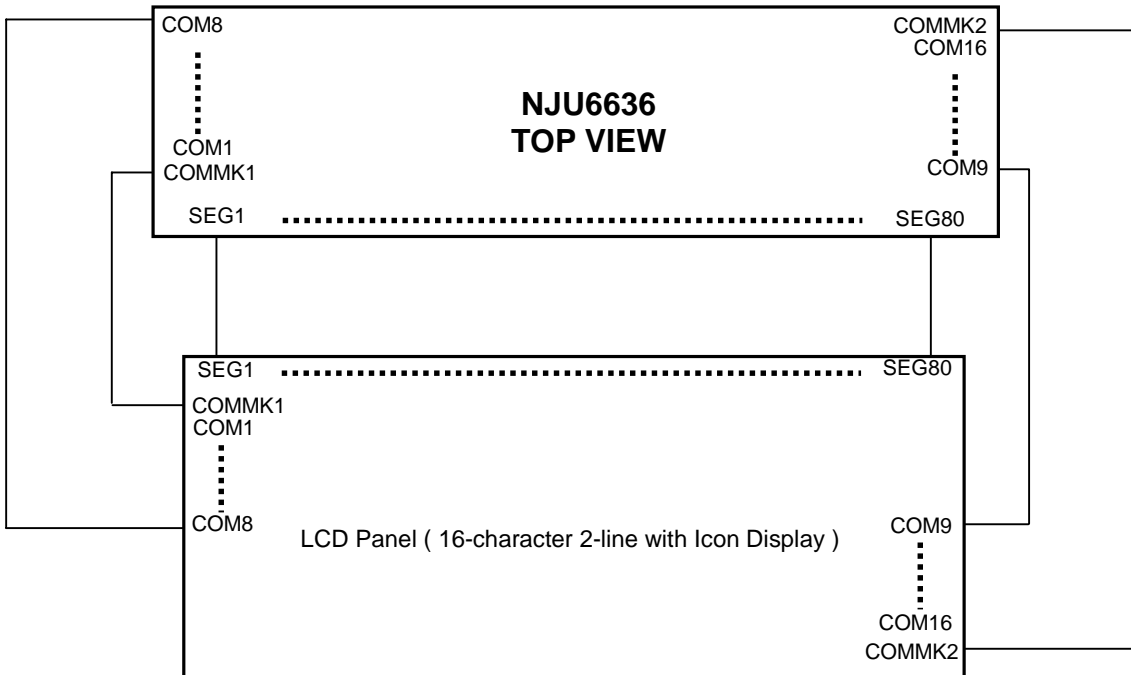 COM8
COMMK2
COM16
NJU6636
TOP VIEW
COM1
COMMK1
COM9
SEG1
SEG80
SEG1
SEG80
COMMK1
COM1
COM8
COM9
LCD Panel ( 16-character 2-line with Icon Display )
COM16
COMMK2